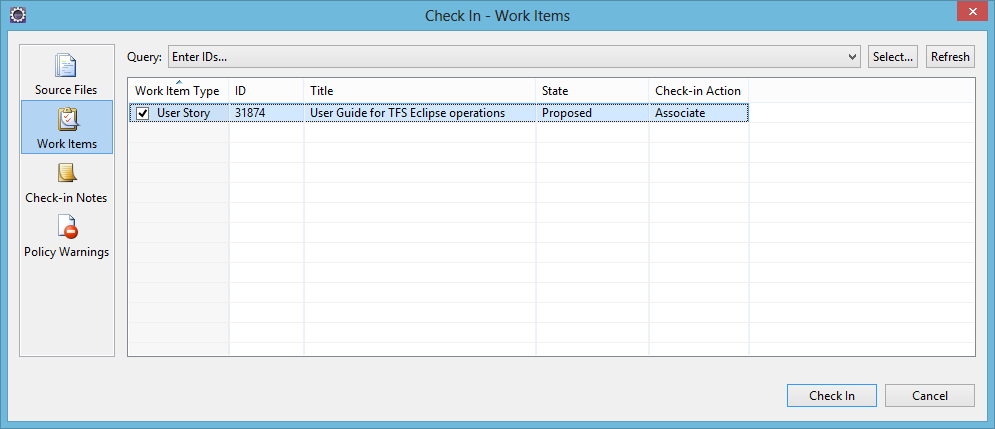 Check In - Work Items
Source Files
Work Items
Check-in Notes
Policy Warnings
Query: Enter IDs... Select... Refresh
Work Item Type ID Title State Check-in Action
User Story 31874 User Guide for TFS Eclipse operations Proposed Associate
Check In Cancel